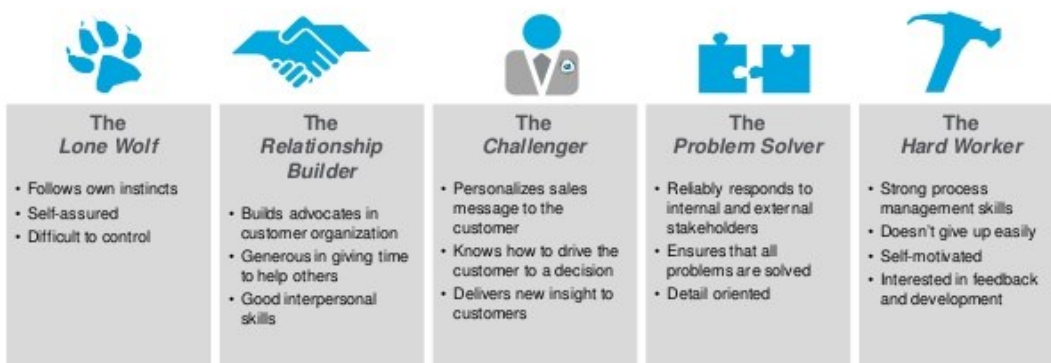 The
Lone Wolf
• Follows own instincts
• Self-assured
• Difficult to control
The
Relationship
Builder
• Builds advocates in
customer organization
• Generous in giving time
to help others
• Good interpersonal
skills
The
Challenger
• Personalizes sales
message to the
customer
• Knows how to drive the
customer to a decision
• Delivers new insight to
customers
The
Problem Solver
• Reliably responds to
internal and external
stakeholders
• Ensures that all
problems are solved
• Detail oriented
The
Hard Worker
• Strong process
management skills
• Doesn't give up easily
• Self-motivated
• Interested in feedback
and development